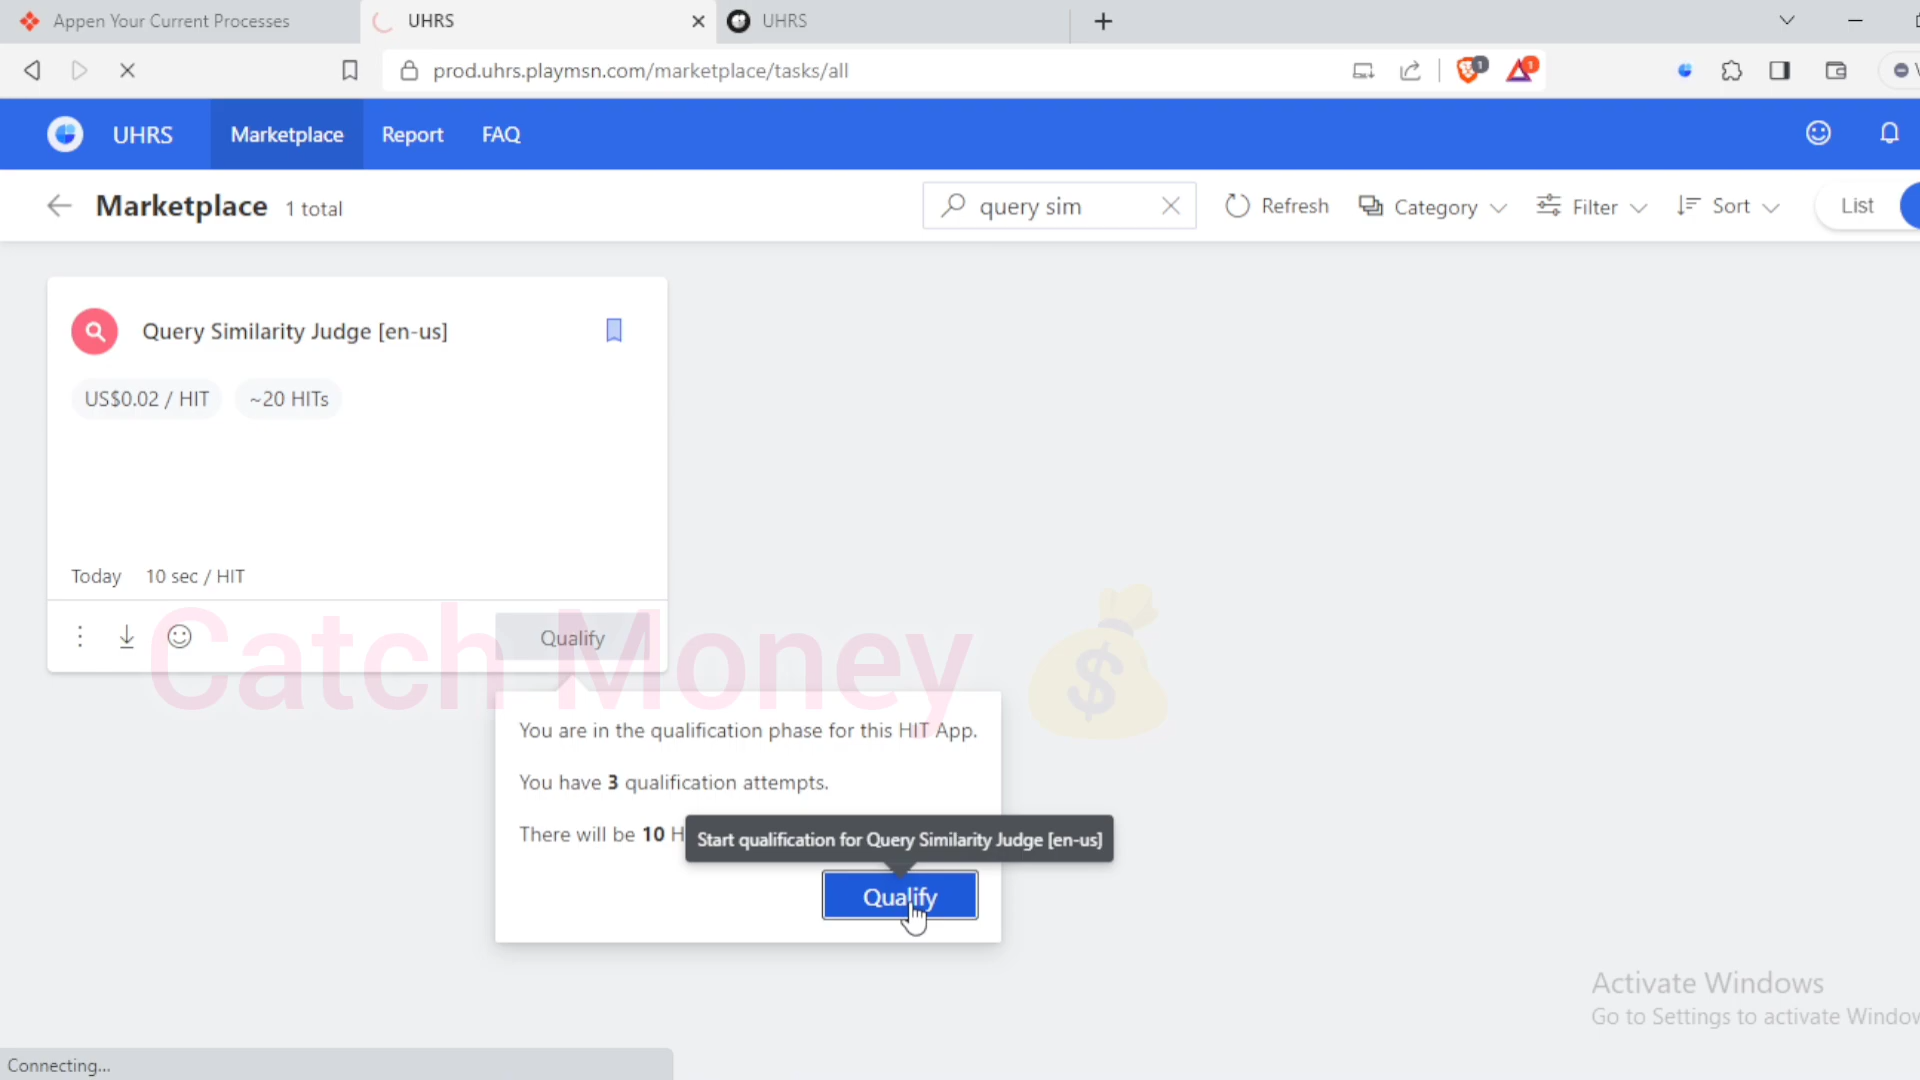 Appen Your Current Processes
UHRS
UHRS
prod.uhrs.playmsn.com/marketplace/tasks/all
1
1
UHRS
Marketplace
Report
FAQ
Marketplace
1 total
query sim
Refresh
Category
Filter
Sort
List
Query Similarity Judge [en-us]
US$0.02 / HIT
~20 HITs
Today
10 sec / HIT
Qualify
Catch Money
You are in the qualification phase for this HIT App.
You have 3 qualification attempts.
There will be 10 H
Start qualification for Query Similarity Judge [en-us]
Qualify
Activate Windows
Go to Settings to activate Window
Connecting...